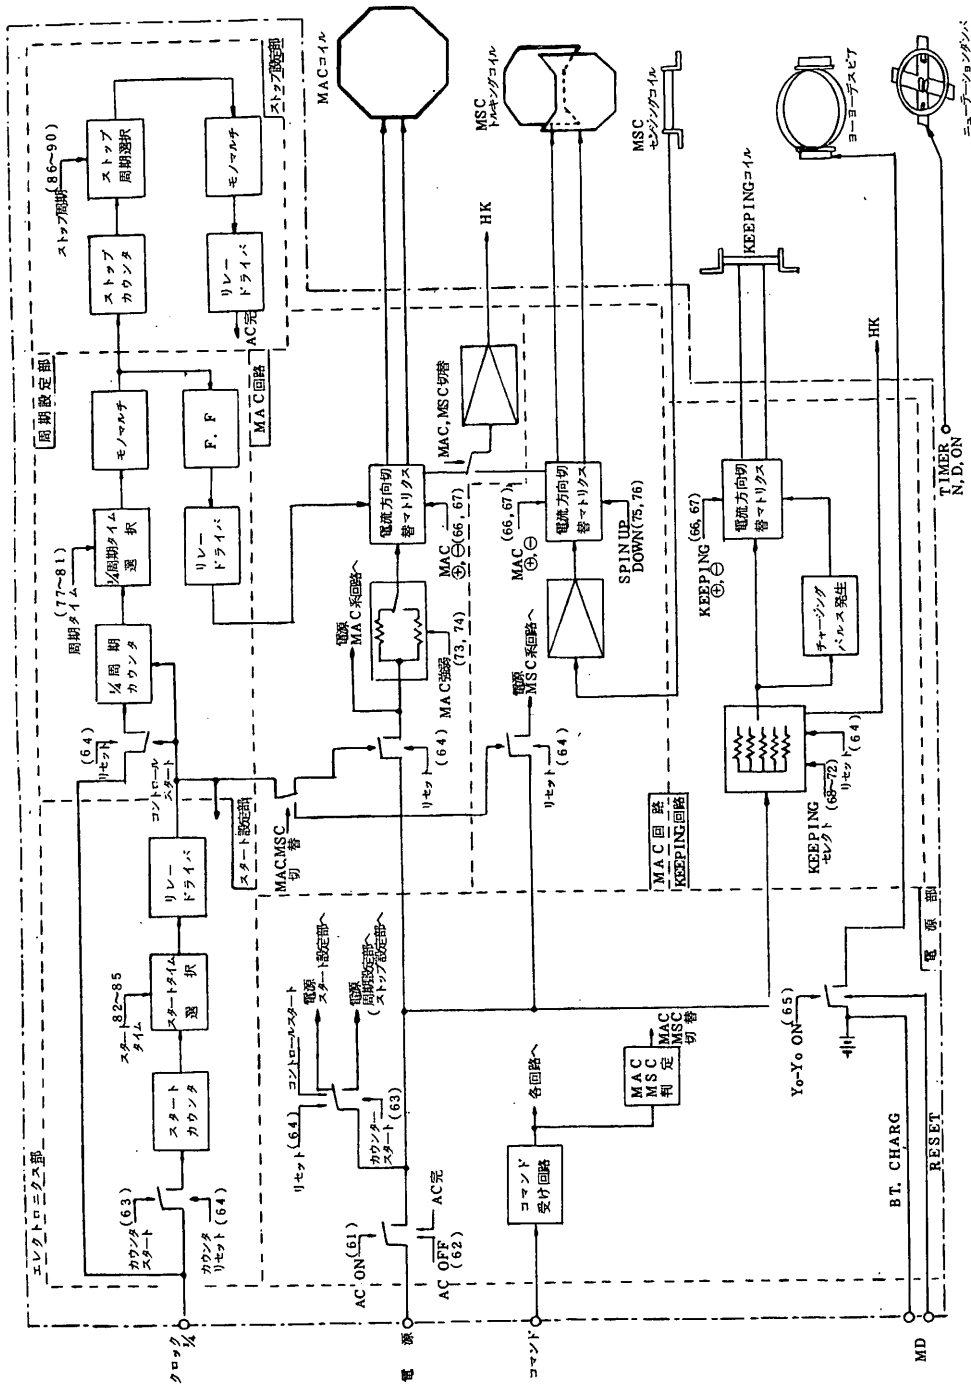 エレクトロニクス部
クロック
1/4
カウンタ
スタート
(63)
カウンタ
リセット(64)
スタート
カウンタ
スタートタイム
選択
82~85
スタート
タイム
リレー
ドライバ
コントロール
スタート
スタート設定部
(64)
リセット
1/4周期
カウンタ
1/4周期タイム
選択
(77~81)
周期タイム
モノマルチ
F.F
リレー
ドライバ
周期設定部
MAC回路
ストップ
カウンタ
ストップ
周期選択
(86~90)
ストップ周期
モノマルチ
リレー
ドライバ
AC完
ストップ設定部
電源
AC ON(61)
AC OFF
(62)
AC完
リセット(64)
コントロールスタート
カウンター
スタート(63)
電源
スタート設定部へ
電源
(周期設定部へ
ストップ設定部へ
MAC,MSC
切替
リセット(64)
電源
MAC系回路へ
MAC強弱
(73,74)
電流方向切
替マトリクス
MAC
⊕,⊖(66,67)
MACコイル
MAC,MSC切替
HK
リセット(64)
電源
MSC系回路へ
電流方向切
替マトリクス
MAC
⊕,⊖
(66,67)
SPIN UP
DOWN(75,76)
MSC
トルキングコイル
MSC
センシングコイル
MAC回路
KEEPING回路
コマンド
コマンド
受け回路
各回路へ
MAC
MSC
判定
MAC
MSC
切替
KEEPING
セレクト(68~72)
リセット(64)
チャージング
パルス発生
電流方向切
替マトリクス
KEEPING
⊕,⊖
(66,67)
KEEPINGコイル
HK
電源部
Yo-Yo ON(65)
BT. CHARG
RESET
MD
ヨーヨーデスピア
TIMER
N,D,ON
ニューテーションダンパ